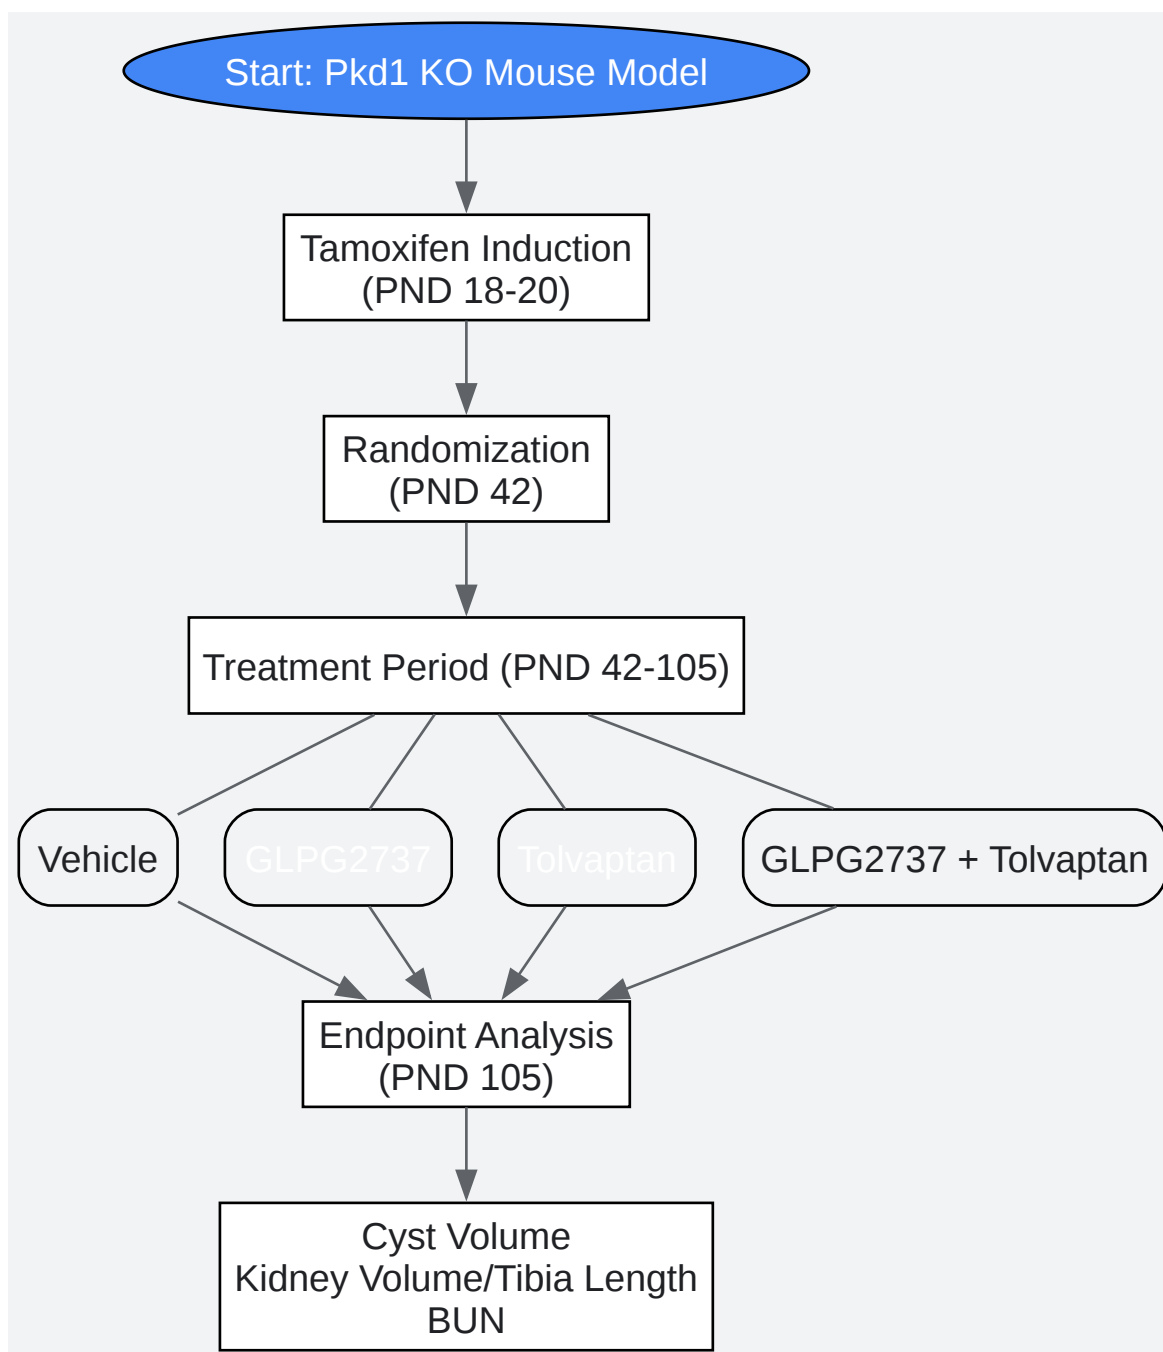 Start: Pkd1 KO Mouse Model
Tamoxifen Induction
(PND 18-20)
Randomization
(PND 42)
Treatment Period (PND 42-105)
Vehicle
GLPG2737
Tolvaptan
GLPG2737 + Tolvaptan
Endpoint Analysis
(PND 105)
Cyst Volume
Kidney Volume/Tibia Length
BUN